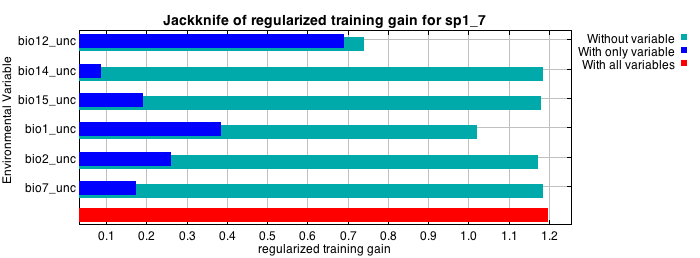 Jackknife of regularized training gain for sp1_7
Environmental Variable
bio12_unc
bio14_unc
bio15_unc
bio1_unc
bio2_unc
bio7_unc
Without variable
With only variable
With all variables
0.1 0.2 0.3 0.4 0.5 0.6 0.7 0.8 0.9 1.0 1.1 1.2
regularized training gain